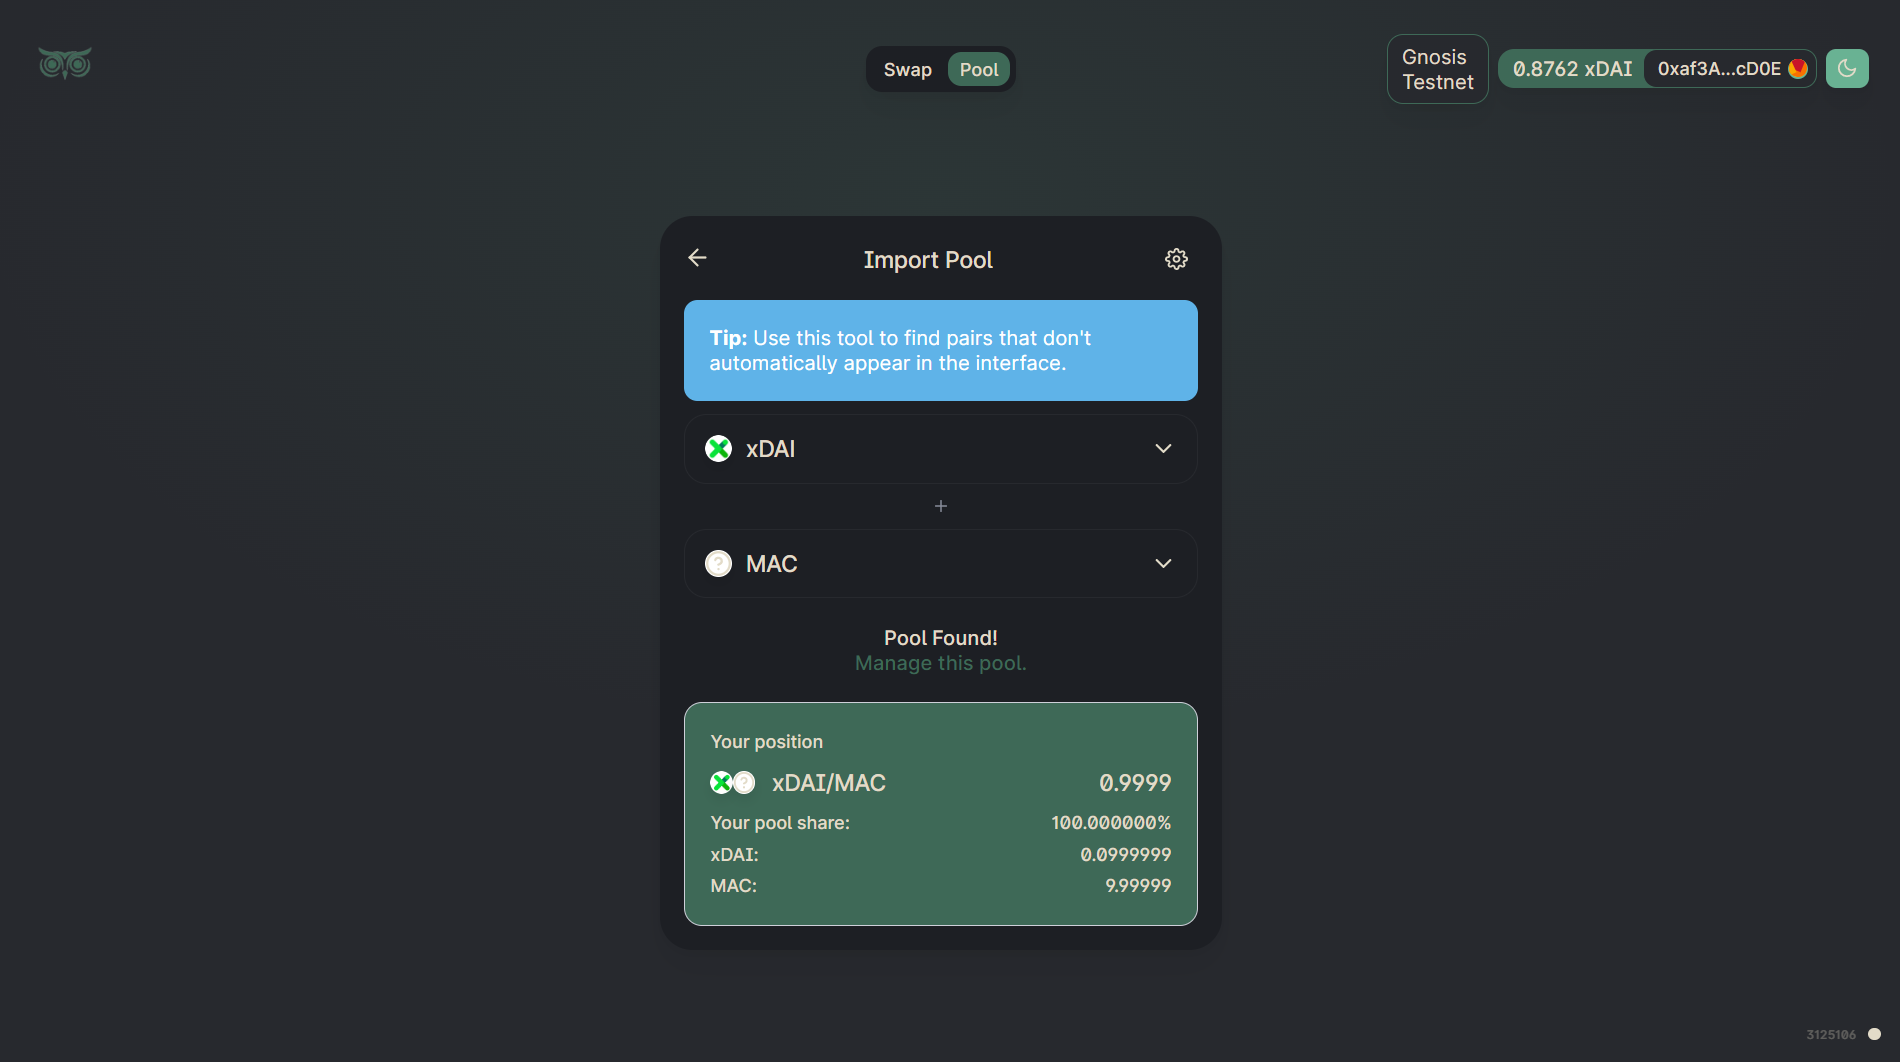 Swap
Pool
Gnosis
Testnet
0.8762 xDAI
0xaf3A...cD0E
Import Pool
Tip: Use this tool to find pairs that don't
automatically appear in the interface.
xDAI
+
?
MAC
Pool Found!
Manage this pool.
Your position
xDAI/MAC
0.9999
Your pool share:
100.000000%
xDAI:
0.0999999
MAC:
9.99999
3125106